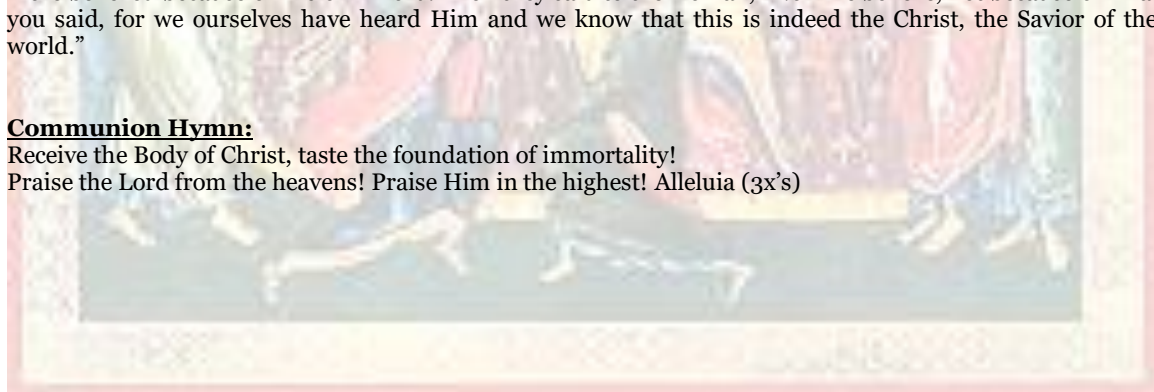 you said, for we ourselves have heard Him and we know that this is indeed the Christ, the Savior of the
world.”
Communion Hymn:
Receive the Body of Christ, taste the foundation of immortality!
Praise the Lord from the heavens! Praise Him in the highest! Alleluia (3x’s)